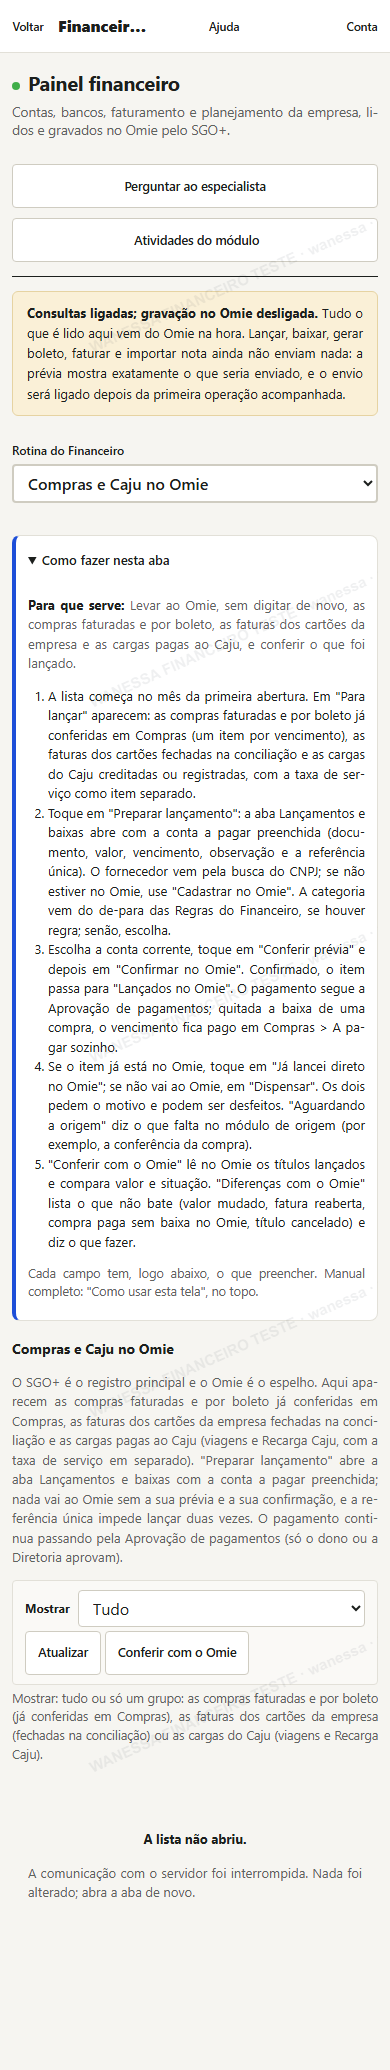 Voltar Financeir... Ajuda Conta
Painel financeiro
Contas, bancos, faturamento e planejamento da empresa, li-
dos e gravados no Omie pelo SGO+.
Perguntar ao especialista
Atividades do módulo
WANESSA FINANCEIRO TESTE · wanessa ·
Consultas ligadas; gravação no Omie desligada. Tudo o
que é lido aqui vem do Omie na hora. Lançar, baixar, gerar
boleto, faturar e importar nota ainda não enviam nada: a
prévia mostra exatamente o que seria enviado, e o envio
será ligado depois da primeira operação acompanhada.
Rotina do Financeiro
Compras e Caju no Omie
▼ Como fazer nesta aba
WANESSA FINANCEIRO TESTE · wanessa ·
Para que serve: Levar ao Omie, sem digitar de novo, as
compras faturadas e por boleto, as faturas dos cartões da
empresa e as cargas pagas ao Caju, e conferir o que foi
lançado.
1. A lista começa no mês da primeira abertura. Em "Para
lançar" aparecem: as compras faturadas e por boleto já
conferidas em Compras (um item por vencimento), as
faturas dos cartões fechadas na conciliação e as cargas
do Caju creditadas ou registradas, com a taxa de ser-
viço como item separado.
2. Toque em "Preparar lançamento": a aba Lançamentos e
baixas abre com a conta a pagar preenchida (docu-
mento, valor, vencimento, observação e a referência
única). O fornecedor vem pela busca do CNPJ; se não
estiver no Omie, use "Cadastrar no Omie". A categoria
vem do de-para das Regras do Financeiro, se houver
regra; senão, escolha.
WANESSA FINANCEIRO TESTE · wanessa ·
3. Escolha a conta corrente, toque em "Conferir prévia" e
depois em "Confirmar no Omie". Confirmado, o item
passa para "Lançados no Omie". O pagamento segue a
Aprovação de pagamentos; quitada a baixa de uma
compra, o vencimento fica pago em Compras > A pa-
gar sozinho.
4. Se o item já está no Omie, toque em "Já lancei direto
no Omie"; se não vai ao Omie, em "Dispensar". Os dois
pedem o motivo e podem ser desfeitos. "Aguardando
a origem" diz o que falta no módulo de origem (por
exemplo, a conferência da compra).
5. "Conferir com o Omie" lê no Omie os títulos lançados
e compara valor e situação. "Diferenças com o Omie"
lista o que não bate (valor mudado, fatura reaberta,
compra paga sem baixa no Omie, título cancelado) e
diz o que fazer.
Cada campo tem, logo abaixo, o que preencher. Manual
completo: "Como usar esta tela", no topo.
WANESSA FINANCEIRO TESTE · wanessa ·
Compras e Caju no Omie
O SGO+ é o registro principal e o Omie é o espelho. Aqui apa-
recem as compras faturadas e por boleto já conferidas em
Compras, as faturas dos cartões da empresa fechadas na conci-
liação e as cargas pagas ao Caju (viagens e Recarga Caju, com a
taxa de serviço em separado). "Preparar lançamento" abre a
aba Lançamentos e baixas com a conta a pagar preenchida;
nada vai ao Omie sem a sua prévia e a sua confirmação, e a re-
ferência única impede lançar duas vezes. O pagamento conti-
nua passando pela Aprovação de pagamentos (só o dono ou a
Diretoria aprovam).
Mostrar Tudo
Atualizar Conferir com o Omie
WANESSA FINANCEIRO TESTE · wanessa ·
Mostrar: tudo ou só um grupo: as compras faturadas e por boleto
(já conferidas em Compras), as faturas dos cartões da empresa
(fechadas na conciliação) ou as cargas do Caju (viagens e Recarga
Caju).
A lista não abriu.
A comunicação com o servidor foi interrompida. Nada foi
alterado; abra a aba de novo.